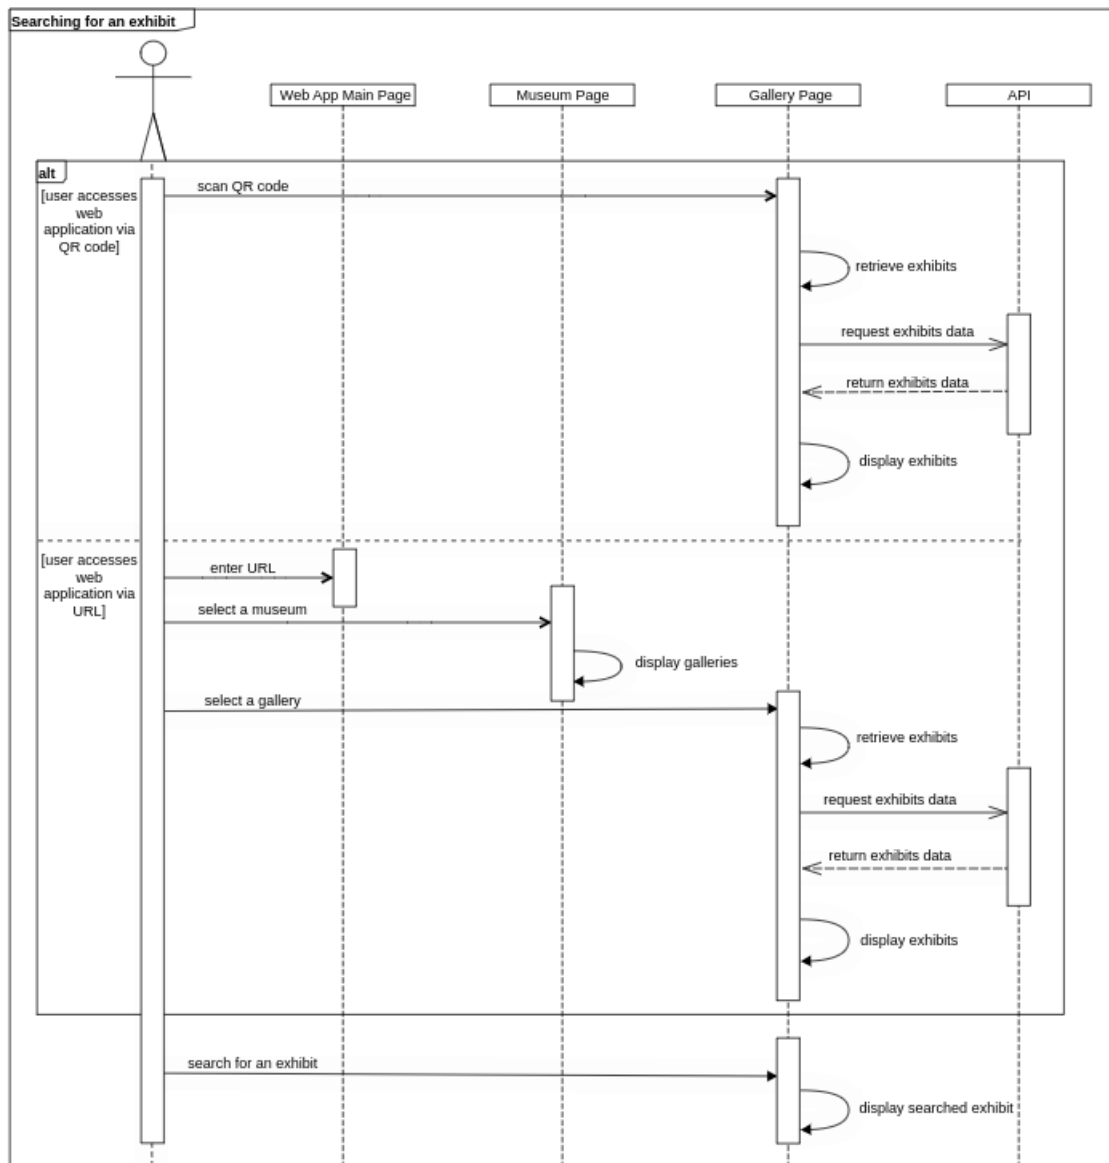 Searching for an exhibit
Web App Main Page
Museum Page
Gallery Page
API
alt
[user accesses
web
application via
QR code]
scan QR code
retrieve exhibits
request exhibits data
return exhibits data
display exhibits
[user accesses
web
application via
URL]
enter URL
select a museum
display galleries
select a gallery
retrieve exhibits
request exhibits data
return exhibits data
display exhibits
search for an exhibit
display searched exhibit